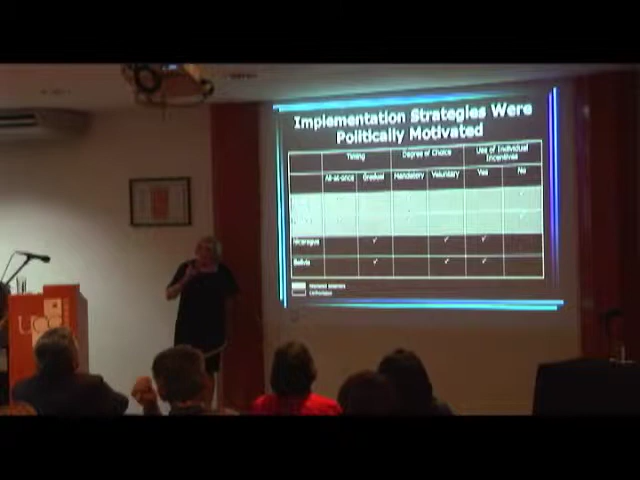 Implementation Strategies Were
Politically Motivated
Timing Degree of Choice Use of Individual
Incentives
All-at-once Gradual Mandatory Voluntary Yes No
Nicaragua ✓ ✓ ✓
Bolivia ✓ ✓ ✓